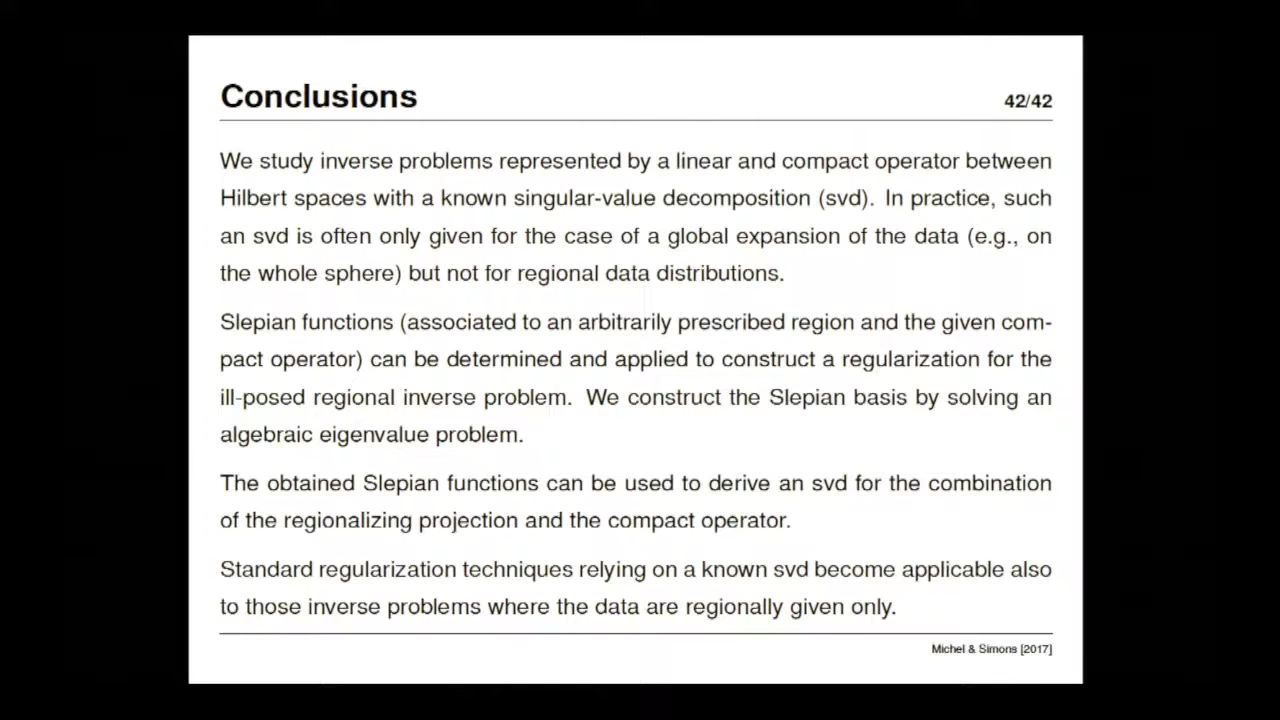 Conclusions 42/42
We study inverse problems represented by a linear and compact operator between
Hilbert spaces with a known singular-value decomposition (svd). In practice, such
an svd is often only given for the case of a global expansion of the data (e.g., on
the whole sphere) but not for regional data distributions.
Slepian functions (associated to an arbitrarily prescribed region and the given com-
pact operator) can be determined and applied to construct a regularization for the
ill-posed regional inverse problem. We construct the Slepian basis by solving an
algebraic eigenvalue problem.
The obtained Slepian functions can be used to derive an svd for the combination
of the regionalizing projection and the compact operator.
Standard regularization techniques relying on a known svd become applicable also
to those inverse problems where the data are regionally given only.
Michel & Simons [2017]